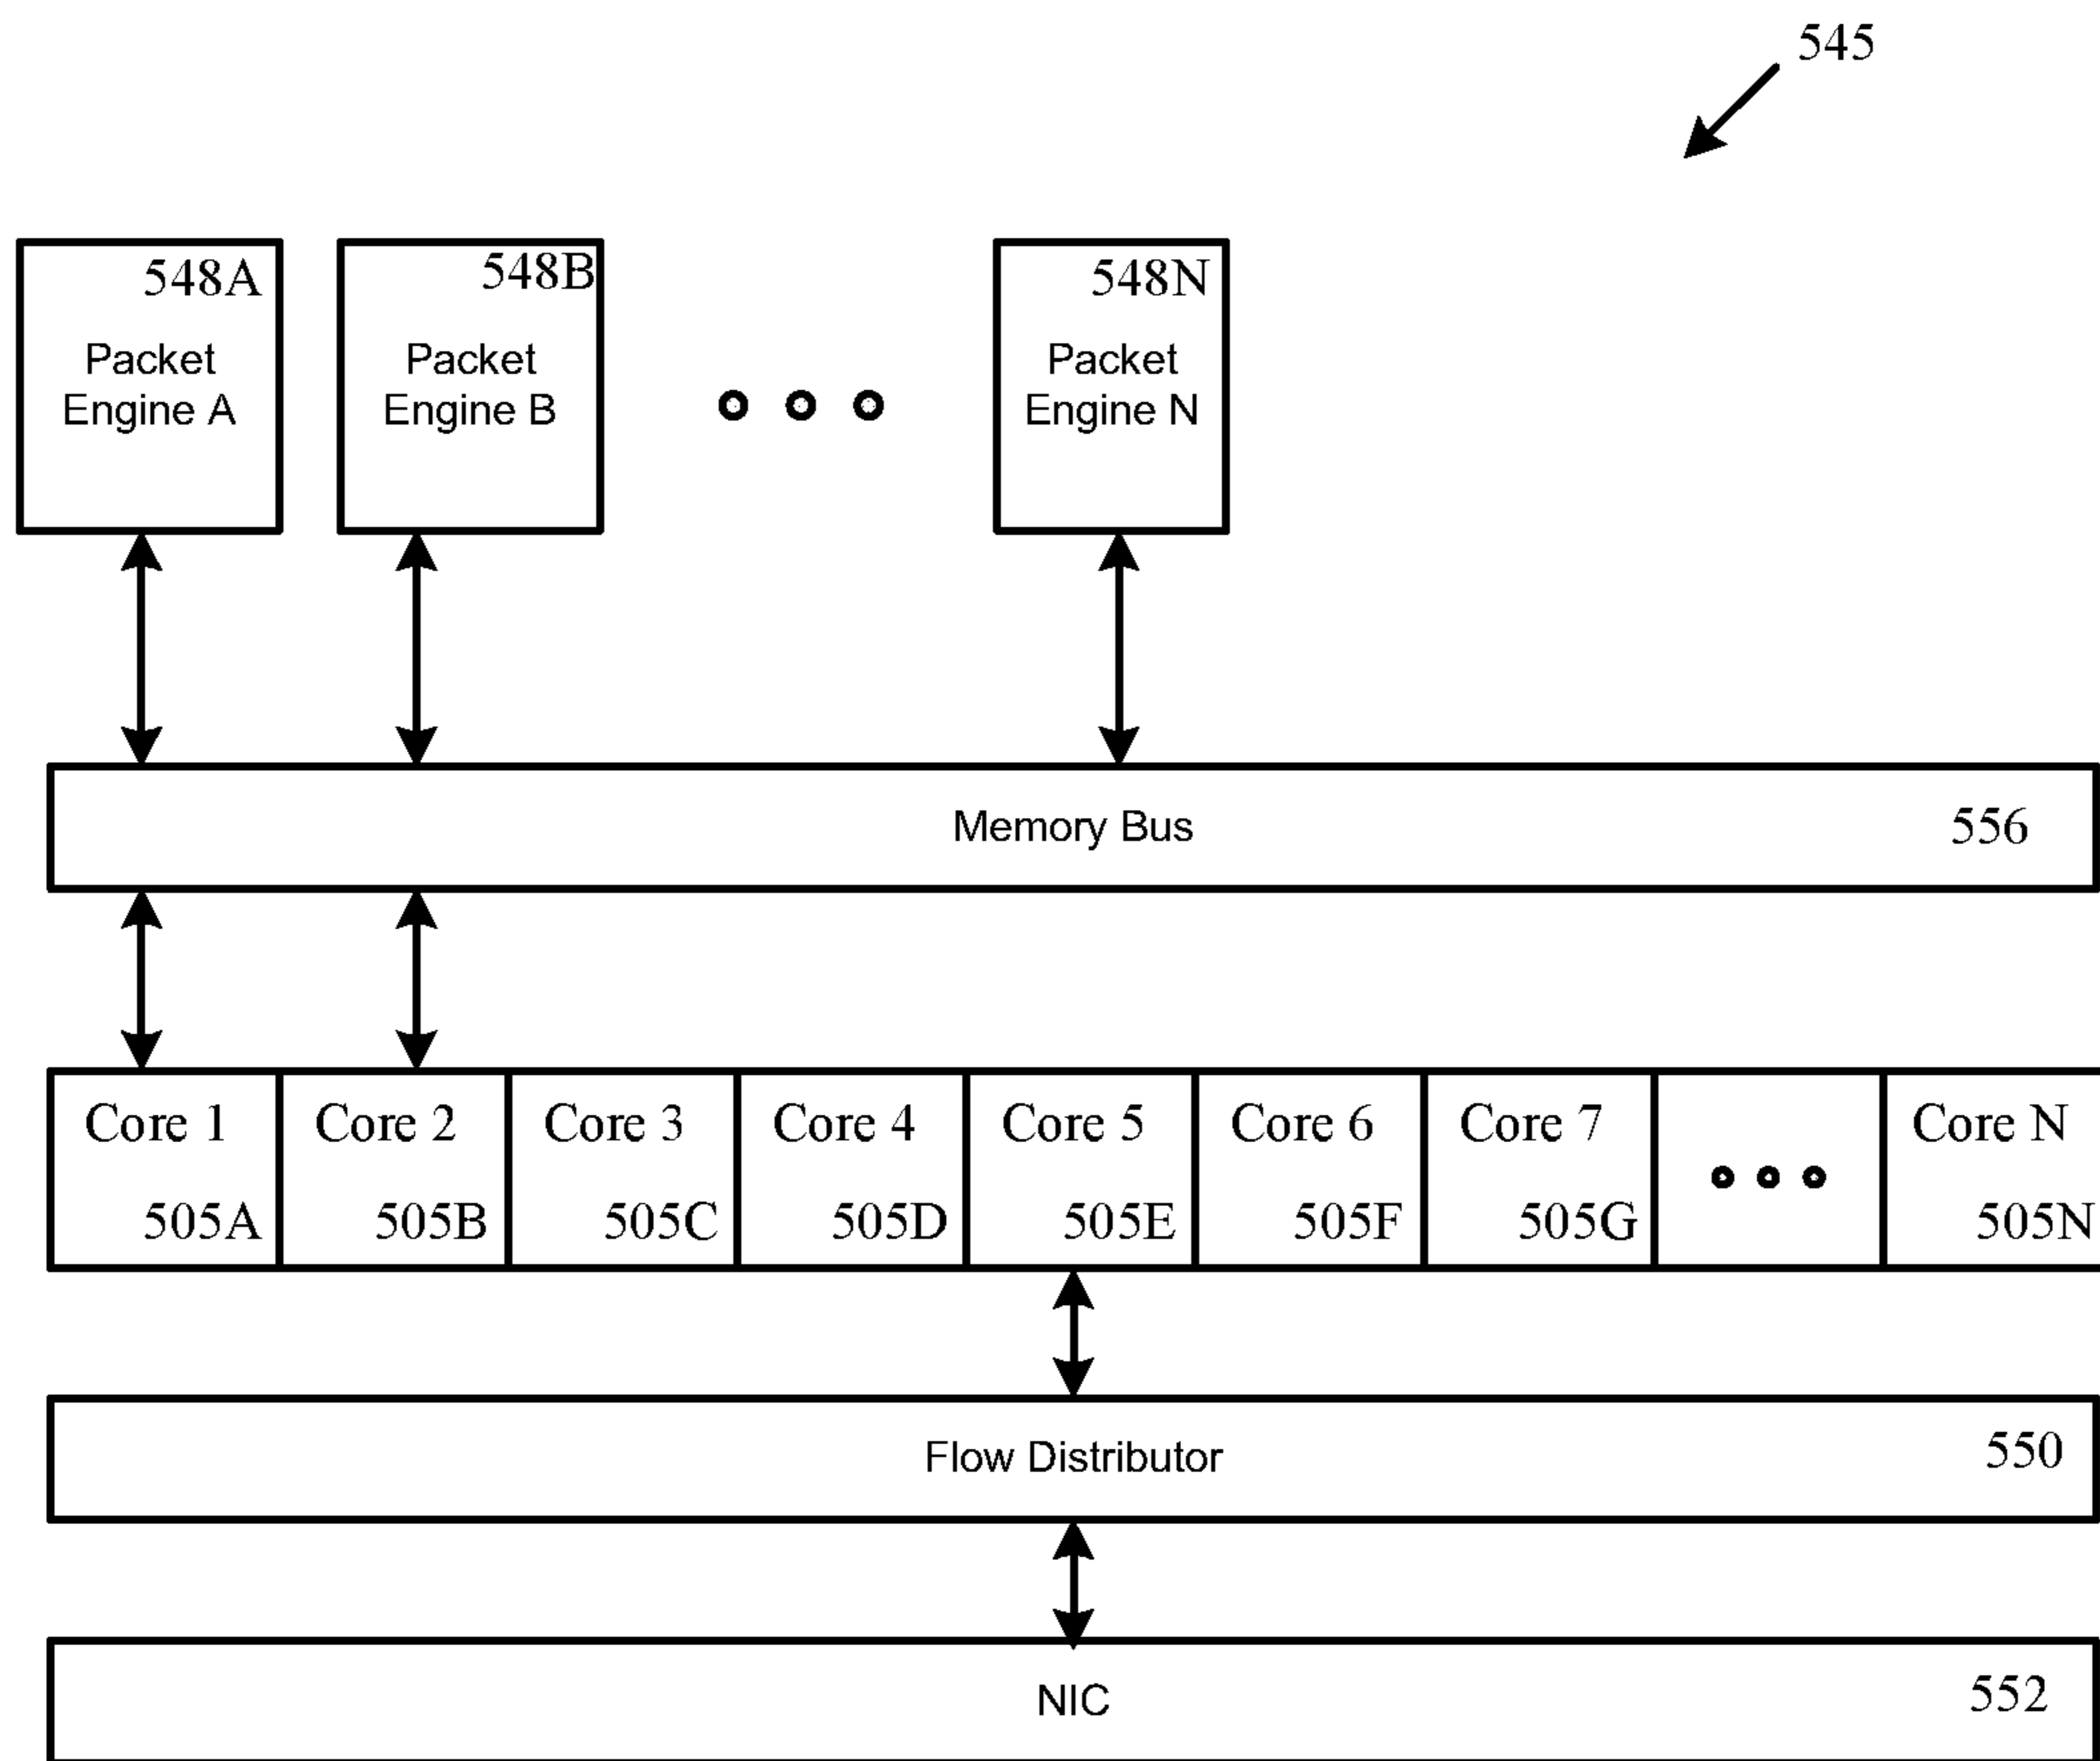 545
548A
Packet
Engine A
548B
Packet
Engine B
548N
Packet
Engine N
Memory Bus
556
Core 1
505A
Core 2
505B
Core 3
505C
Core 4
505D
Core 5
505E
Core 6
505F
Core 7
505G
Core N
505N
Flow Distributor
550
NIC
552